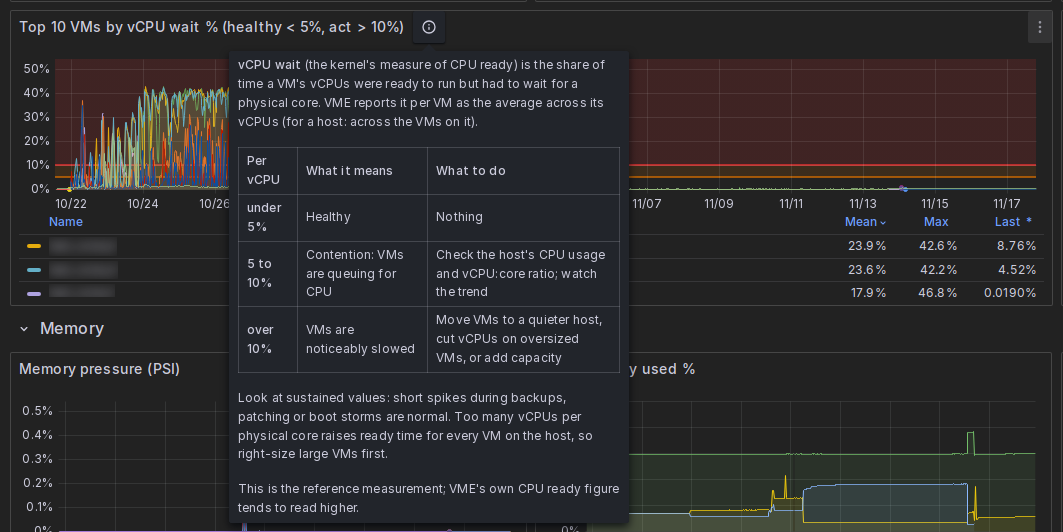 Top 10 VMs by vCPU wait % (healthy < 5%, act > 10%)
vCPU wait (the kernel's measure of CPU ready) is the share of
time a VM's vCPUs were ready to run but had to wait for a
physical core. VME reports it per VM as the average across its
vCPUs (for a host: across the VMs on it).
Per vCPU
What it means
What to do
under 5%
Healthy
Nothing
5 to 10%
Contention: VMs
are queuing for
CPU
Check the host's CPU usage
and vCPU:core ratio; watch
the trend
over 10%
VMs are
noticeably slowed
Move VMs to a quieter host,
cut vCPUs on oversized
VMs, or add capacity
Look at sustained values: short spikes during backups,
patching or boot storms are normal. Too many vCPUs per
physical core raises ready time for every VM on the host, so
right-size large VMs first.
This is the reference measurement; VME's own CPU ready figure
tends to read higher.
50%
40%
30%
20%
10%
0%
10/22 10/24 10/26 11/07 11/09 11/11 11/13 11/15 11/17
Name Mean Max Last *
23.9% 42.6% 8.76%
23.6% 42.2% 4.52%
17.9% 46.8% 0.0190%
Memory
Memory pressure (PSI)
y used %
0.5%
0.4%
0.3%
0.2%
0.1%
0%
0%